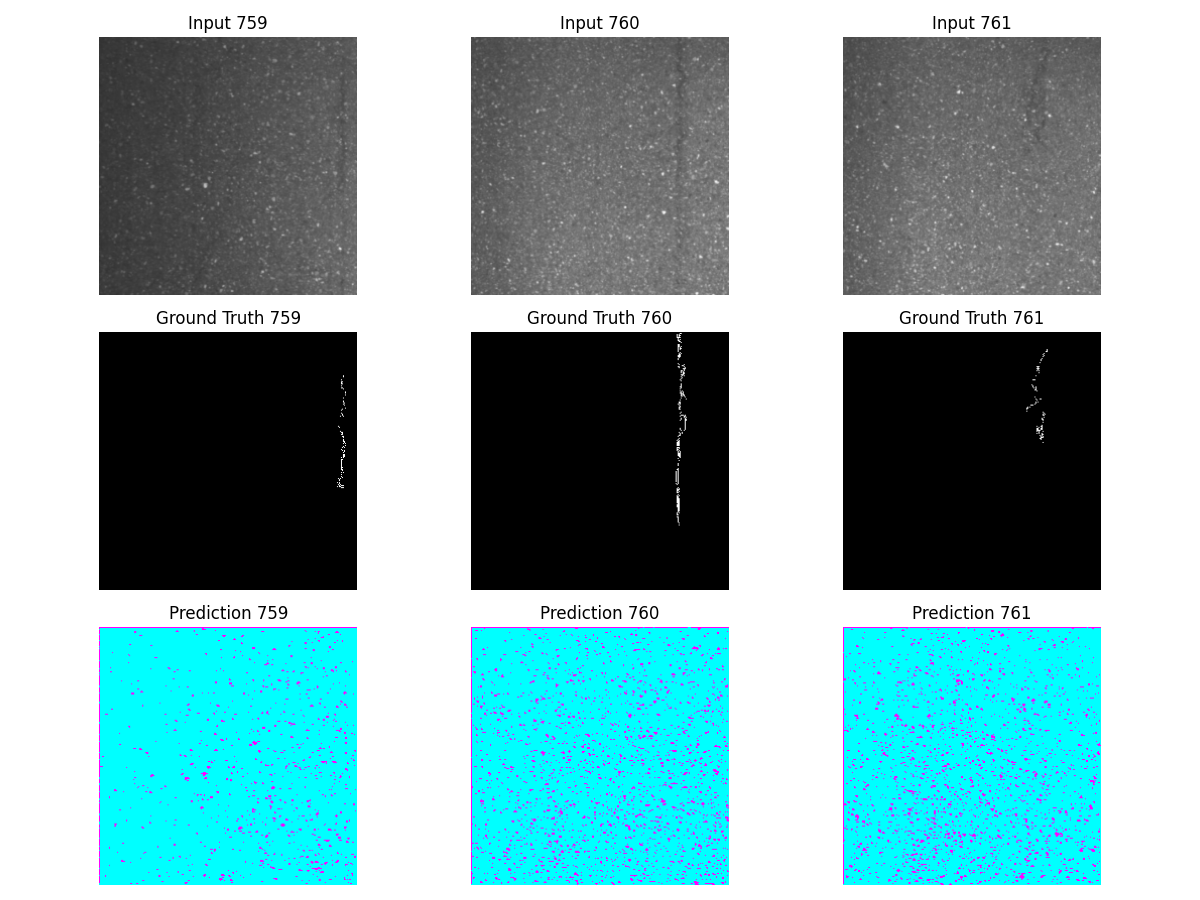 Input 759
Input 760
Input 761
Ground Truth 759
Ground Truth 760
Ground Truth 761
Prediction 759
Prediction 760
Prediction 761